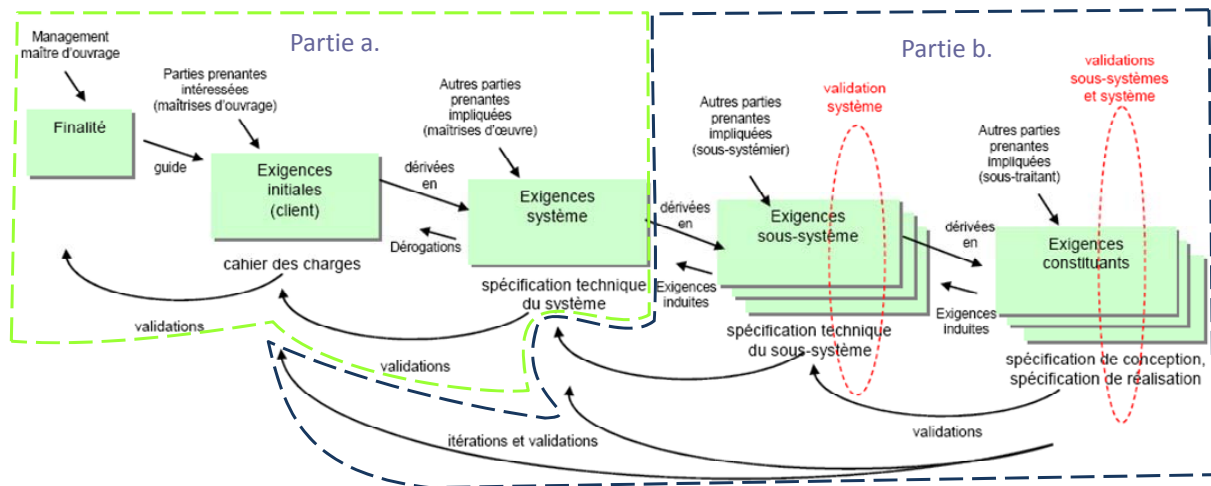 Partie a.
Management
maître d'ouvrage
Parties prenantes
intéressées
(maîtrises d'ouvrage)
Autres parties
prenantes
impliquées
(maîtrises d'œuvre)
Finalité
guide
Exigences
initiales
(client)
dérivées
en
Exigences
système
Dérogations
cahier des charges
spécification technique
du système
validations
validations
Partie b.
validation
système
validations
sous-systèmes
et système
Autres parties
prenantes
impliquées
(sous-systémier)
Autres parties
prenantes
impliquées
(sous-traitant)
dérivées
en
Exigences
sous-système
dérivées
en
Exigences
constituants
Exigences
induites
Exigences
induites
spécification technique
du sous-système
spécification de conception,
spécification de réalisation
validations
itérations et validations